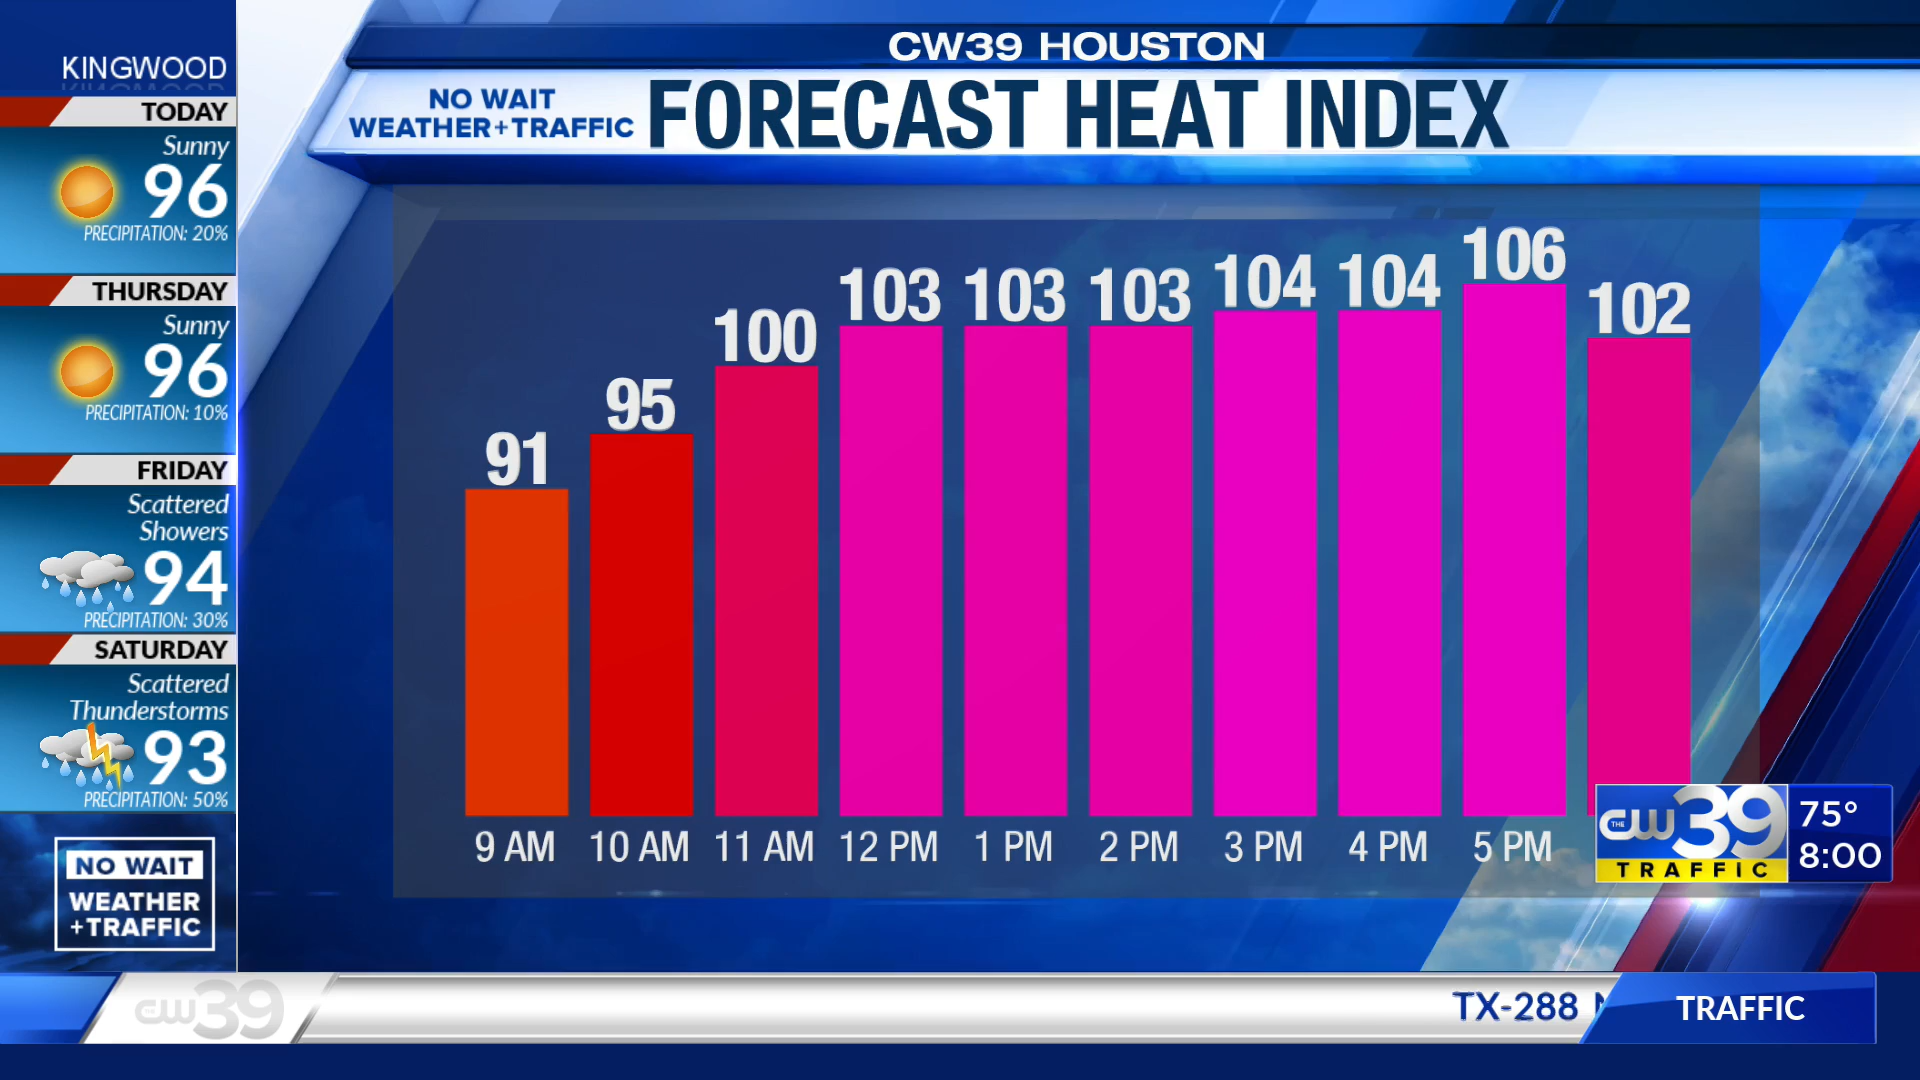 KINGWOOD
TODAY
Sunny
96
PRECIPITATION: 20%
THURSDAY
Sunny
96
PRECIPITATION: 10%
FRIDAY
Scattered
Showers
94
PRECIPITATION: 30%
SATURDAY
Scattered
Thunderstorms
93
PRECIPITATION: 50%
NO WAIT
WEATHER
+TRAFFIC
CW39 HOUSTON
NO WAIT
WEATHER+TRAFFIC
FORECAST HEAT INDEX
91 95 100 103 103 103 104 104 106 102
9 AM 10 AM 11 AM 12 PM 1 PM 2 PM 3 PM 4 PM 5 PM
THE CW39
TRAFFIC
75°
8:00
THE CW39
TX-288
TRAFFIC